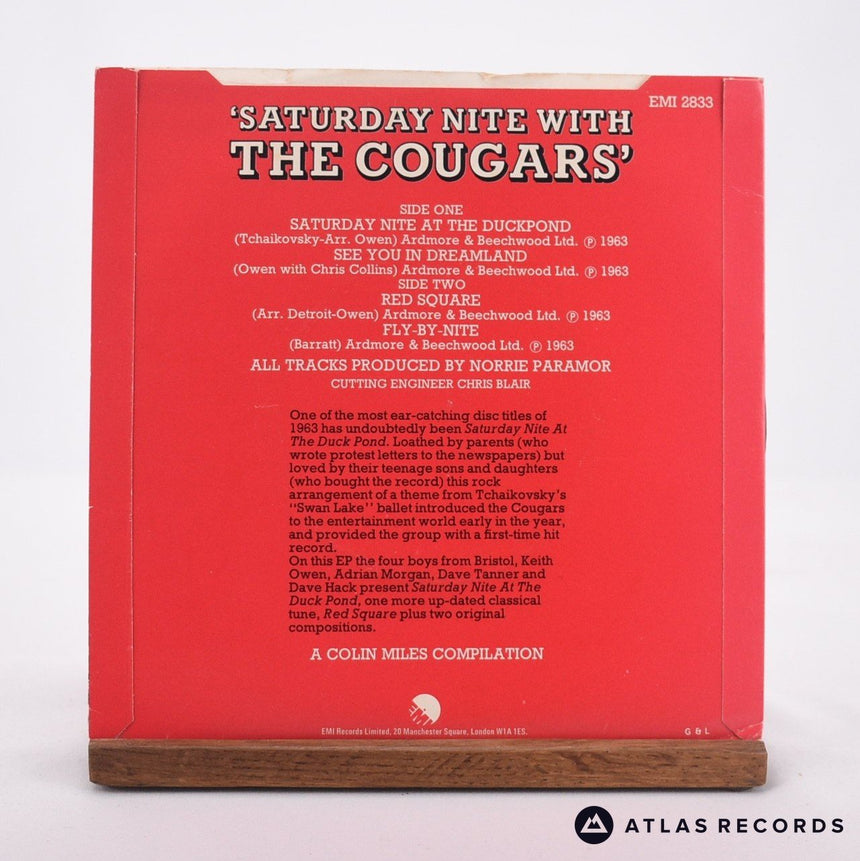 EMI 2833
'SATURDAY NITE WITH
THE COUGARS'
SIDE ONE
SATURDAY NITE AT THE DUCKPOND
(Tchaikovsky-Arr. Owen) Ardmore & Beechwood Ltd. ℗ 1963
SEE YOU IN DREAMLAND
(Owen with Chris Collins) Ardmore & Beechwood Ltd. ℗ 1963
SIDE TWO
RED SQUARE
(Arr. Detroit-Owen) Ardmore & Beechwood Ltd. ℗ 1963
FLY-BY-NITE
(Barratt) Ardmore & Beechwood Ltd. ℗ 1963
ALL TRACKS PRODUCED BY NORRIE PARAMOR
CUTTING ENGINEER CHRIS BLAIR
One of the most ear-catching disc titles of
1963 has undoubtedly been Saturday Nite At
The Duck Pond. Loathed by parents (who
wrote protest letters to the newspapers) but
loved by their teenage sons and daughters
(who bought the record) this rock
arrangement of a theme from Tchaikovsky's
"Swan Lake" ballet introduced the Cougars
to the entertainment world early in the year,
and provided the group with a first-time hit
record.
On this EP the four boys from Bristol, Keith
Owen, Adrian Morgan, Dave Tanner and
Dave Hack present Saturday Nite At The
Duck Pond, one more up-dated classical
tune, Red Square plus two original
compositions.
A COLIN MILES COMPILATION
EMI
EMI Records Limited, 20 Manchester Square, London W1A 1ES.
G & L
ATLAS RECORDS